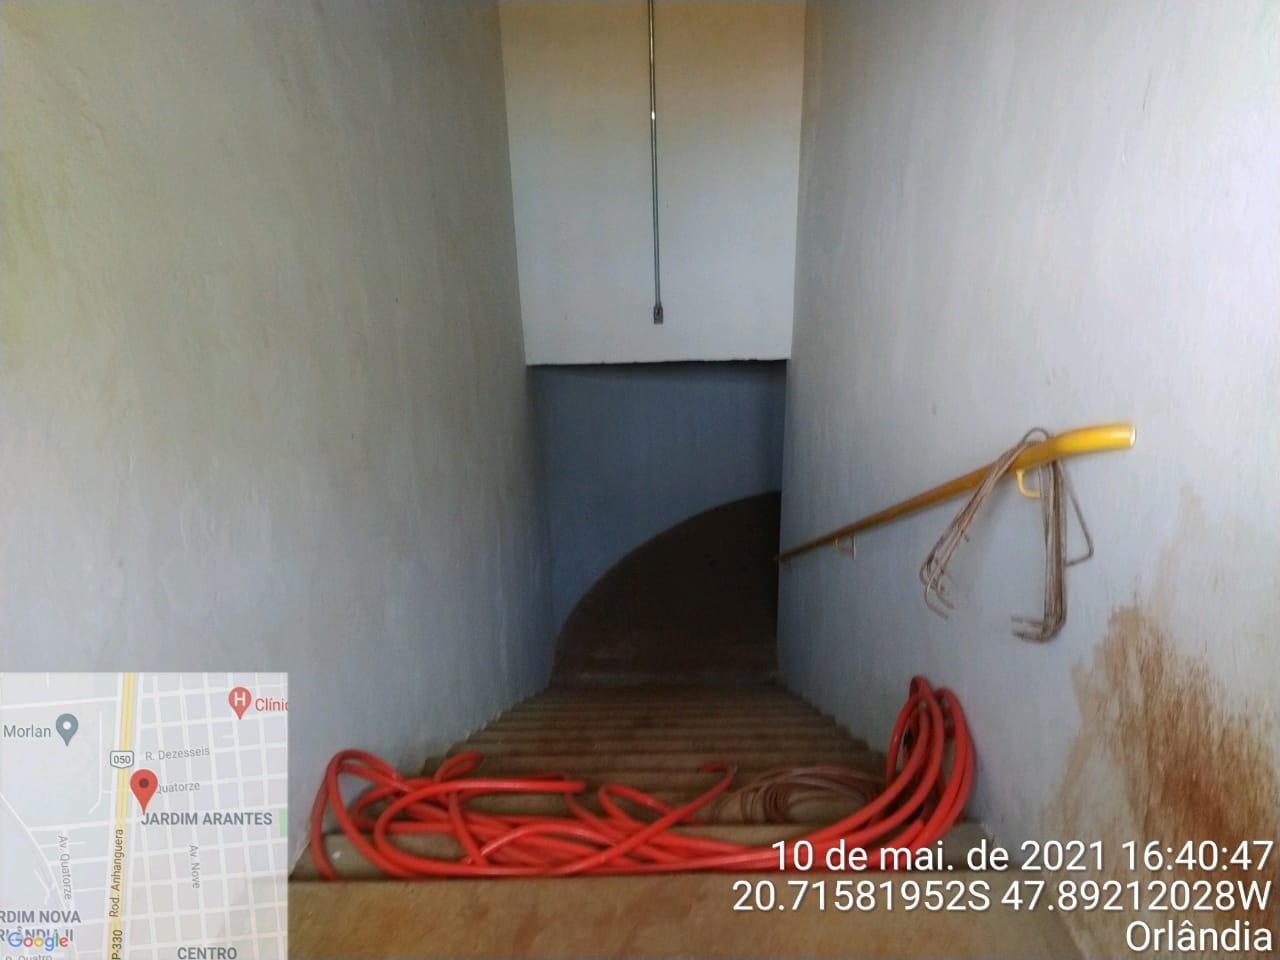 Clínic
Morlan
050
R. Dezesseis
Quatorze
JARDIM ARANTES
Av. Quatorze
Rod. Anhanguera
Av. Nove
RDIM NOVA
Google
CENTRO
P-330
10 de mai. de 2021 16:40:47
20.71581952S 47.89212028W
Orlândia